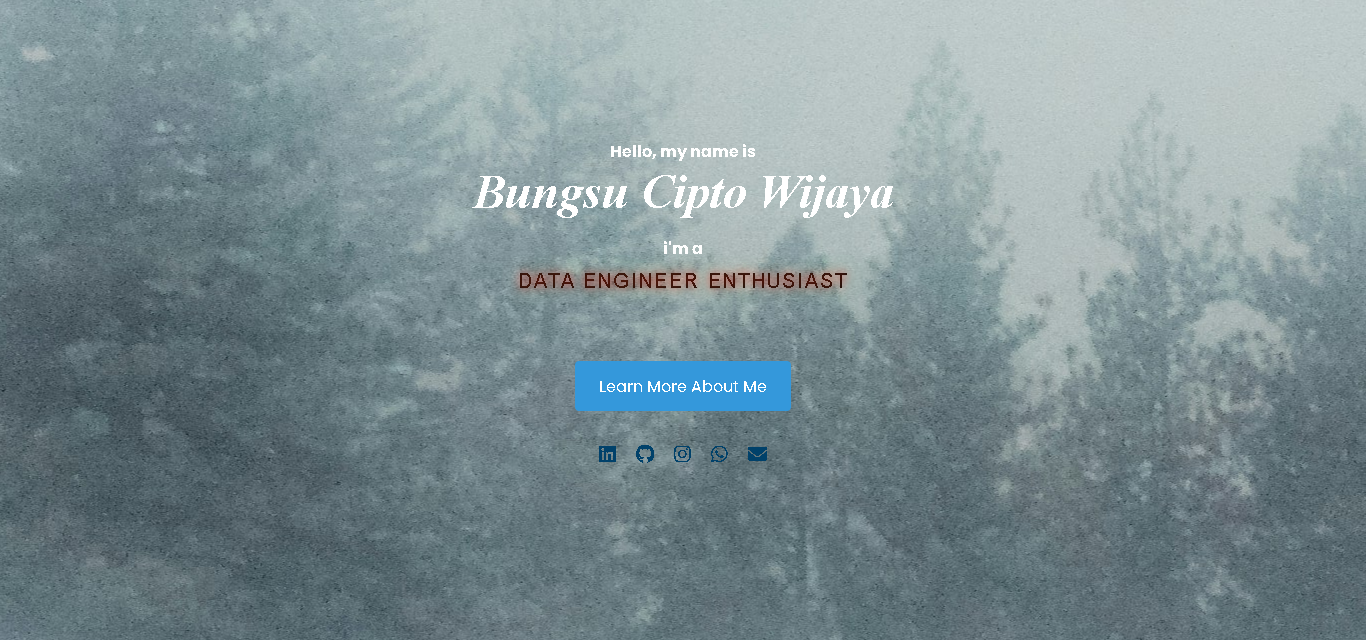 Hello, my name is
Bungsu Cipto Wijaya
i'm a
DATA ENGINEER ENTHUSIAST
Learn More About Me